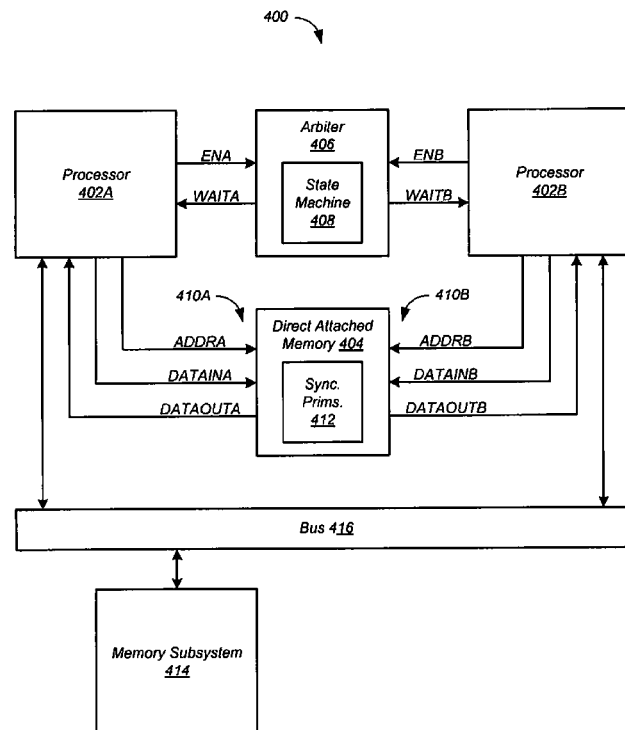 400
Processor
402A
ENA
WAITA
Arbiter
406
State
Machine
408
ENB
WAITB
Processor
402B
410A
410B
ADDRA
DATAINA
DATAOUTA
Direct Attached
Memory 404
Sync.
Prims.
412
ADDRB
DATAINB
DATAOUTB
Bus 416
Memory Subsystem
414